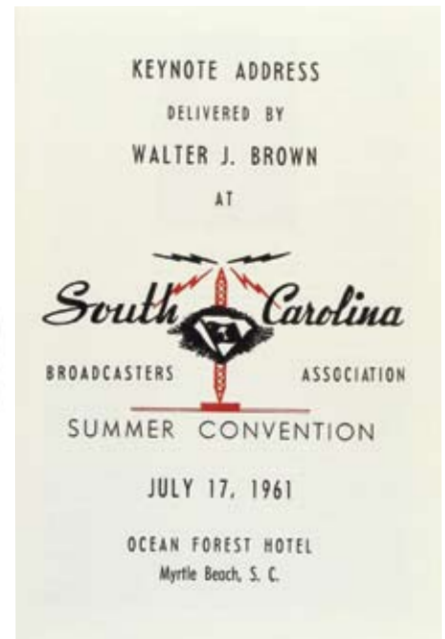 KEYNOTE ADDRESS
DELIVERED BY
WALTER J. BROWN
AT
South Carolina
BROADCASTERS ASSOCIATION
SUMMER CONVENTION
JULY 17, 1961
OCEAN FOREST HOTEL
Myrtle Beach, S. C.